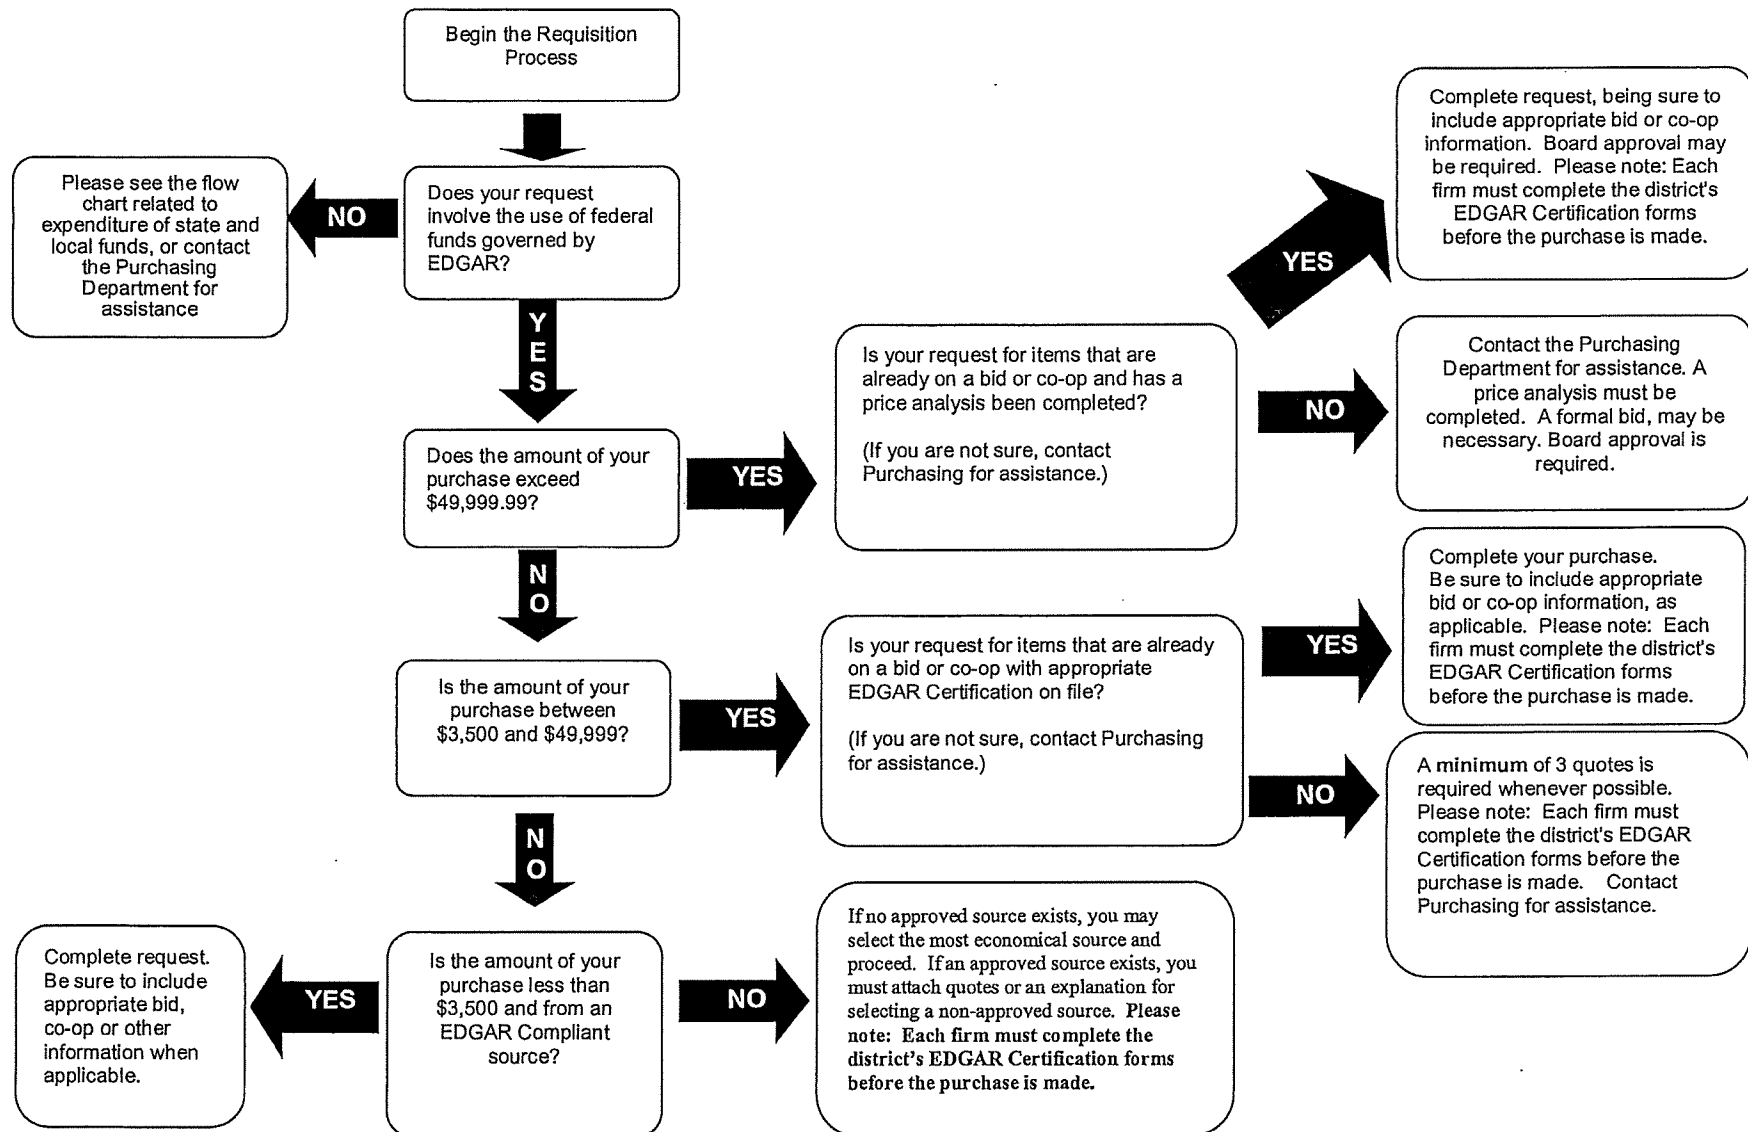 Begin the Requisition
Process
Please see the flow
chart related to
expenditure of state and
local funds, or contact
the Purchasing
Department for
assistance
NO
Does your request
involve the use of federal
funds governed by
EDGAR?
Y
E
S
Does the amount of your
purchase exceed
$49,999.99?
YES
Is your request for items that are
already on a bid or co-op and has a
price analysis been completed?
(If you are not sure, contact
Purchasing for assistance.)
YES
Complete request, being sure to
include appropriate bid or co-op
information. Board approval may
be required. Please note: Each
firm must complete the district's
EDGAR Certification forms
before the purchase is made.
NO
Contact the Purchasing
Department for assistance. A
price analysis must be
completed. A formal bid, may be
necessary. Board approval is
required.
N
O
Is the amount of your
purchase between
$3,500 and $49,999?
YES
Is your request for items that are already
on a bid or co-op with appropriate
EDGAR Certification on file?
(If you are not sure, contact Purchasing
for assistance.)
YES
Complete your purchase.
Be sure to include appropriate
bid or co-op information, as
applicable. Please note: Each
firm must complete the district's
EDGAR Certification forms
before the purchase is made.
NO
A minimum of 3 quotes is
required whenever possible.
Please note: Each firm must
complete the district's EDGAR
Certification forms before the
purchase is made. Contact
Purchasing for assistance.
N
O
Is the amount of your
purchase less than
$3,500 and from an
EDGAR Compliant
source?
YES
Complete request.
Be sure to include
appropriate bid,
co-op or other
information when
applicable.
NO
If no approved source exists, you may
select the most economical source and
proceed. If an approved source exists, you
must attach quotes or an explanation for
selecting a non-approved source. Please
note: Each firm must complete the
district's EDGAR Certification forms
before the purchase is made.